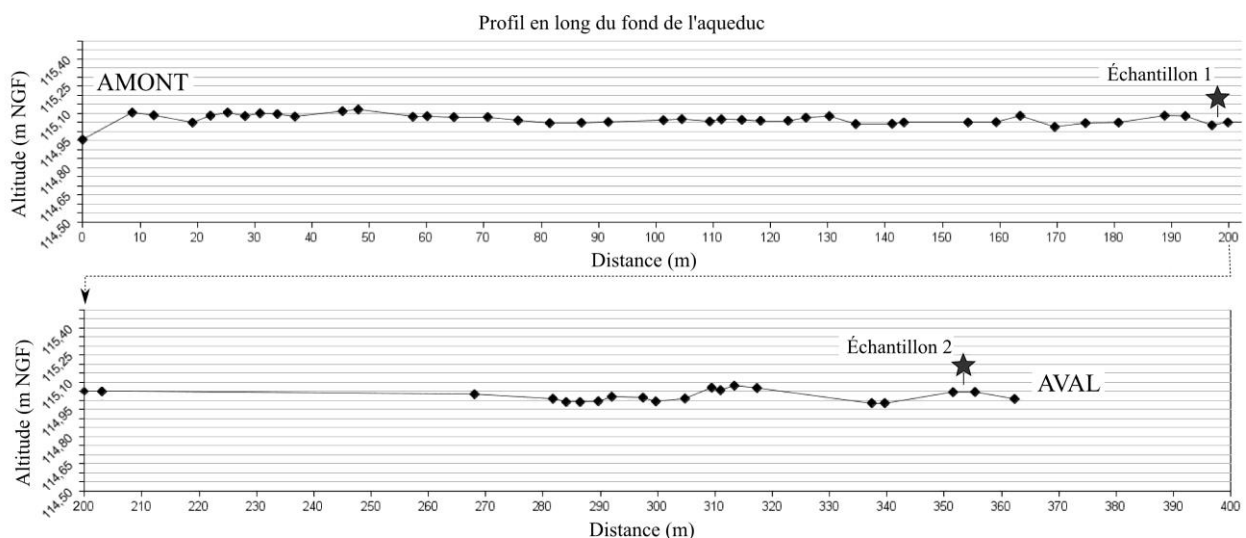 Profil en long du fond de l'aqueduc
Altitude (m NGF)
115,40
115,25
115,10
114,95
114,80
114,65
114,50
AMONT
Échantillon 1
0 10 20 30 40 50 60 70 80 90 100 110 120 130 140 150 160 170 180 190 200
Distance (m)
Altitude (m NGF)
115,40
115,25
115,10
114,95
114,80
114,65
114,50
Échantillon 2
AVAL
200 210 220 230 240 250 260 270 280 290 300 310 320 330 340 350 360 370 380 390 400
Distance (m)